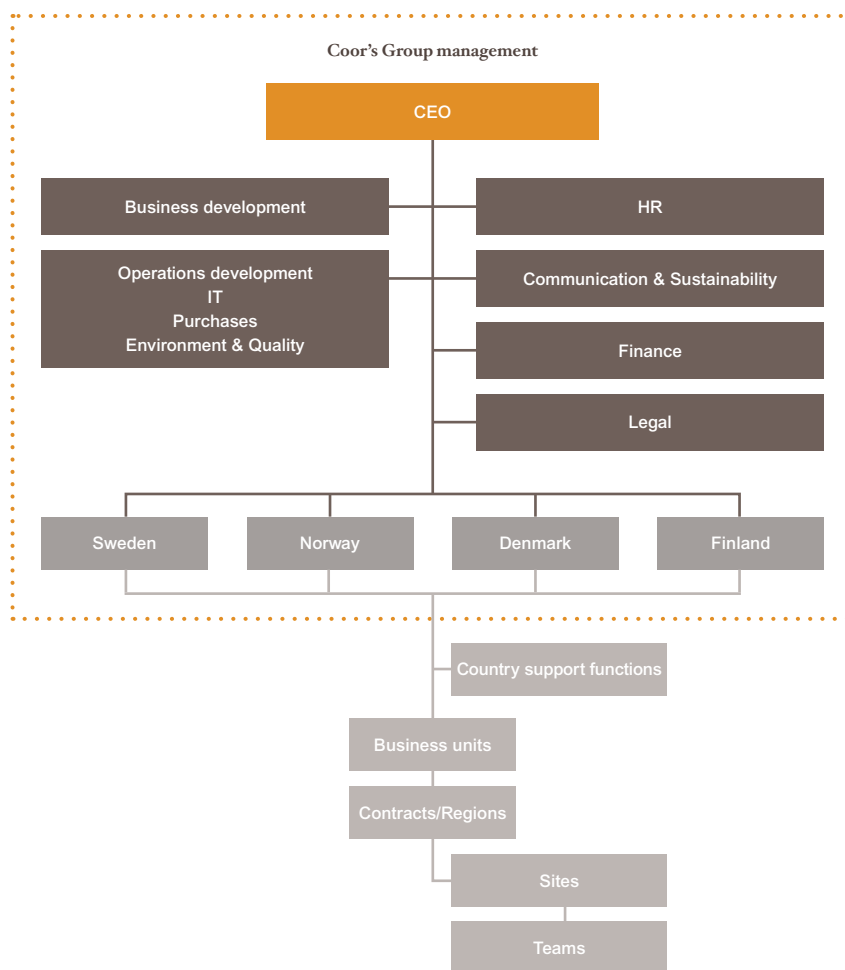 Coor's Group management
CEO
Business development
HR
Operations development
IT
Purchases
Environment & Quality
Communication & Sustainability
Finance
Legal
Sweden
Norway
Denmark
Finland
Country support functions
Business units
Contracts/Regions
Sites
Teams